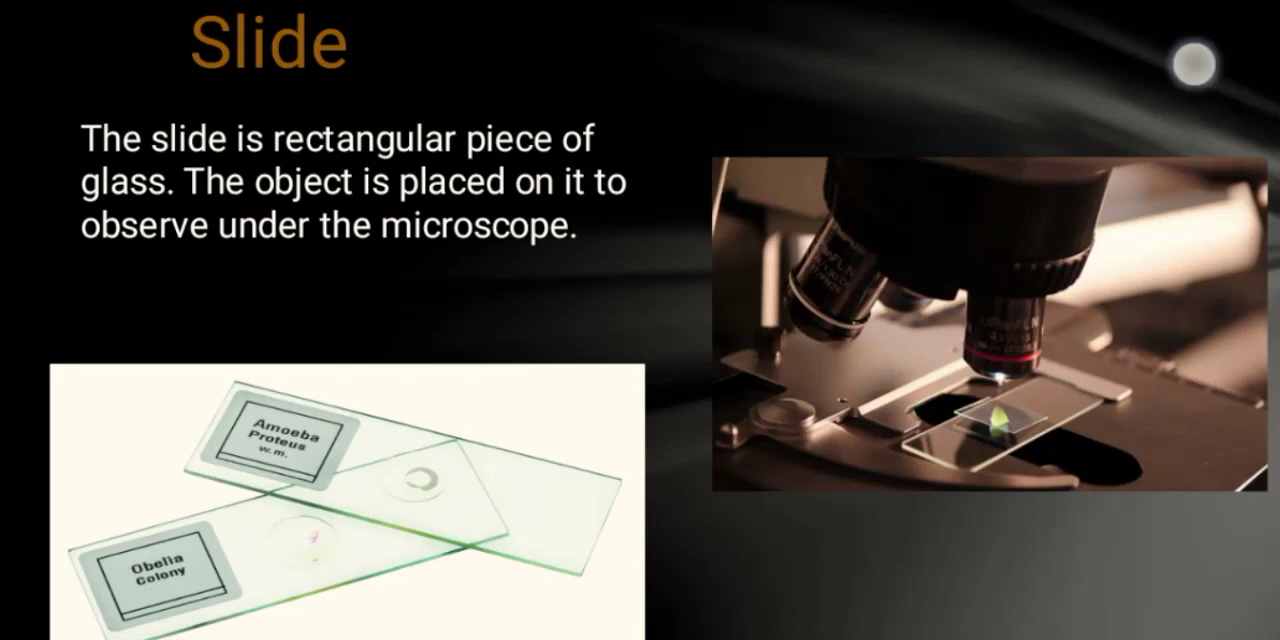 Slide
The slide is rectangular piece of
glass. The object is placed on it to
observe under the microscope.
Amoeba
Proteus
w.m.
Obelia
Colony